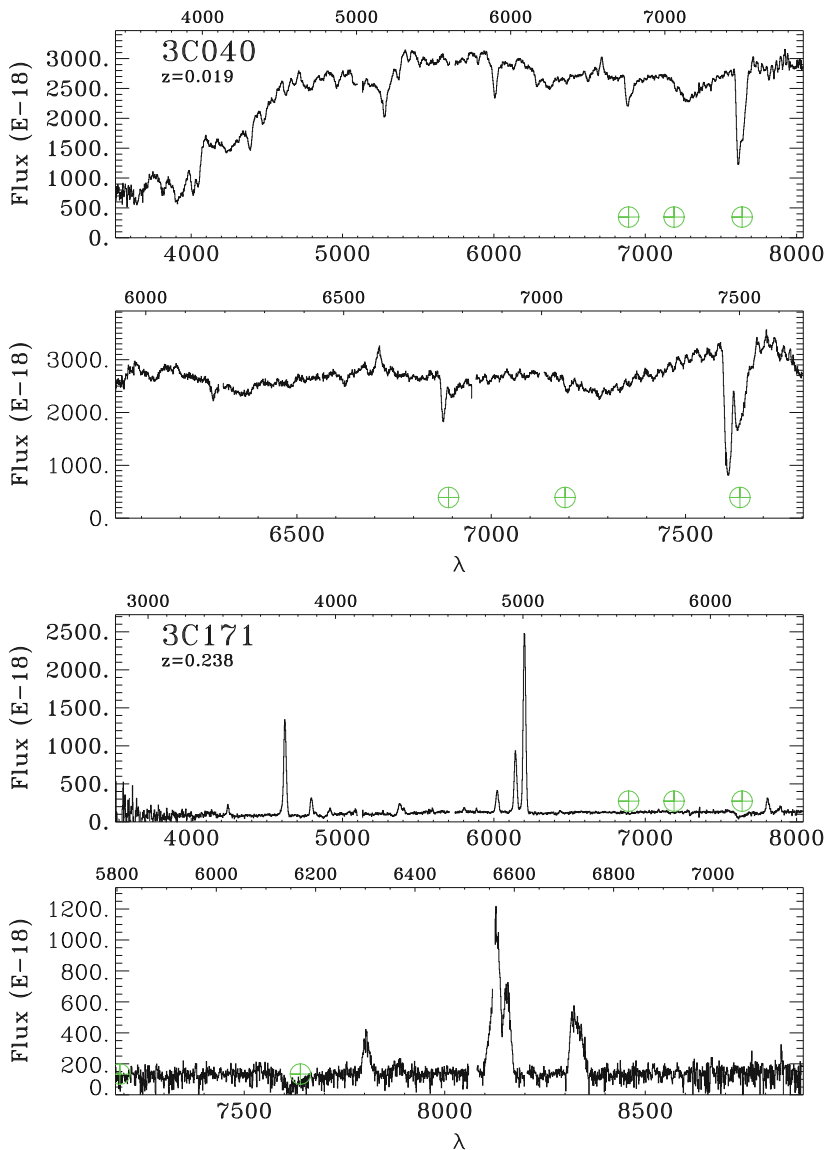 4000 5000 6000 7000
3C040
z=0.019
Flux (E−18)
3000.
2500.
2000.
1500.
1000.
500.
0.
4000 5000 6000 7000 8000
6000 6500 7000 7500
Flux (E−18)
3000.
2000.
1000.
0.
6500 7000 7500
λ
3000 4000 5000 6000
3C171
z=0.238
Flux (E−18)
2500.
2000.
1500.
1000.
500.
0.
4000 5000 6000 7000 8000
5800 6000 6200 6400 6600 6800 7000
Flux (E−18)
1200.
1000.
800.
600.
400.
200.
0.
7500 8000 8500
λ